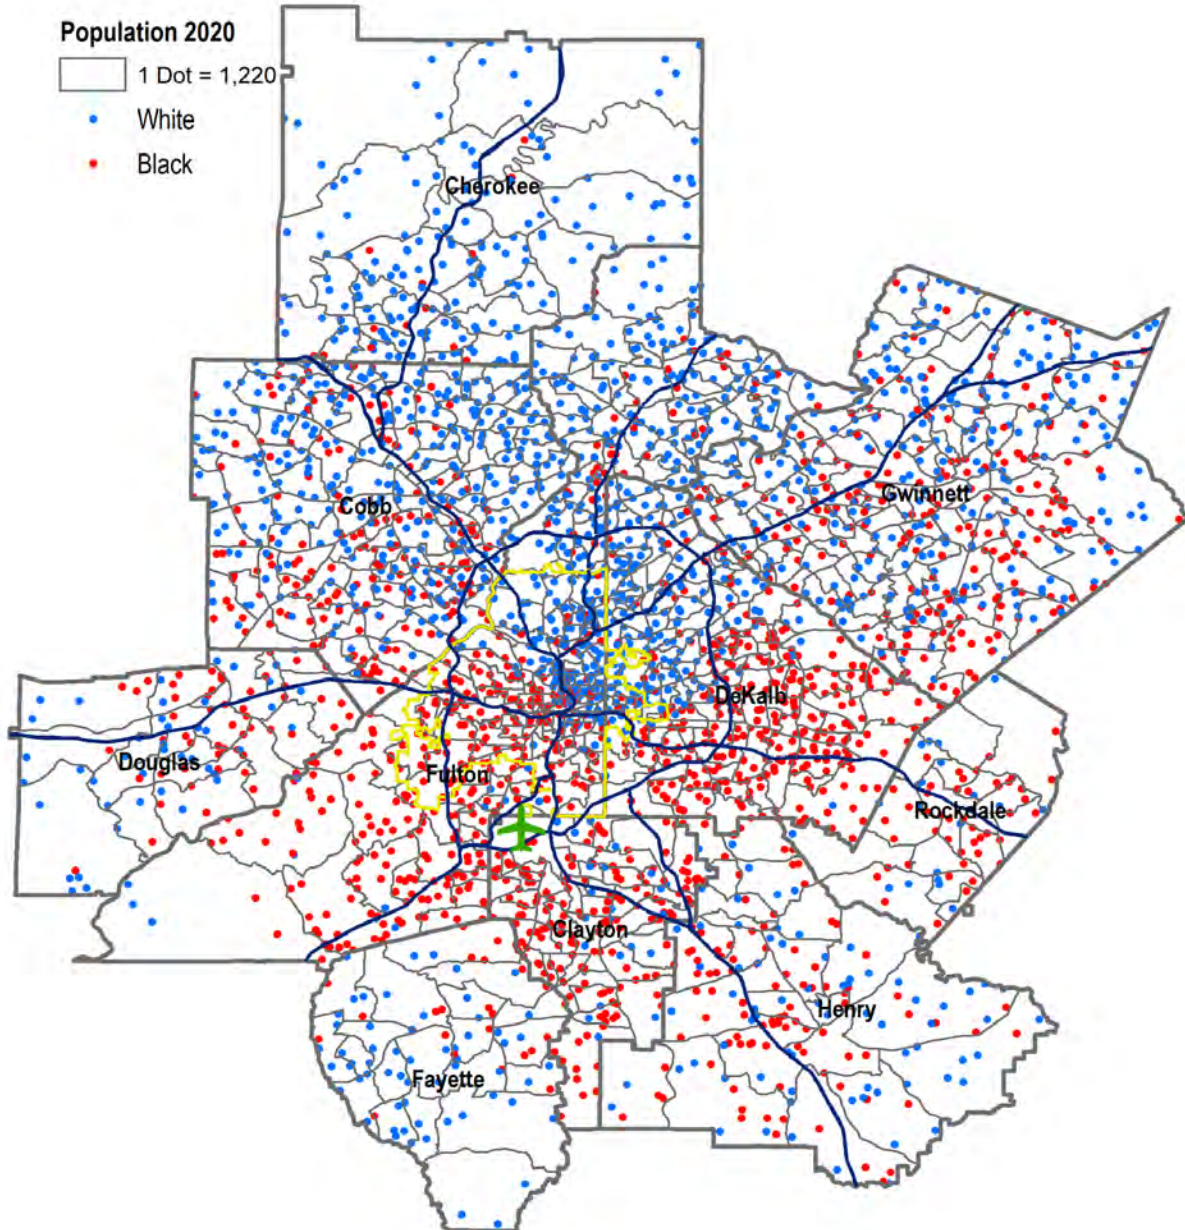 Population 2020
1 Dot = 1,220
White
Black
Cherokee
Gwinnett
Cobb
DeKalb
Douglas
Fulton
Rockdale
Clayton
Henry
Fayette